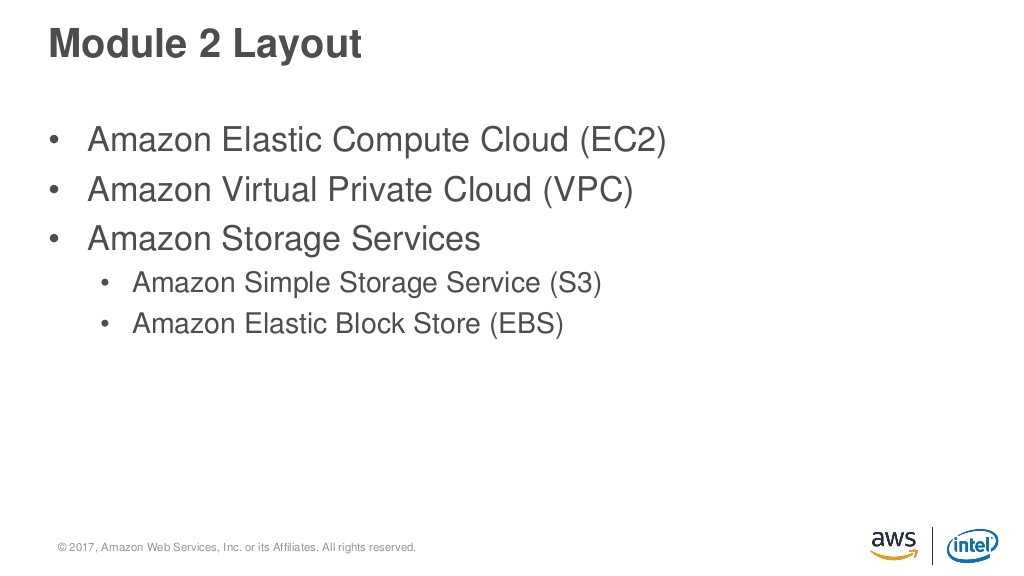 Module 2 Layout
• Amazon Elastic Compute Cloud (EC2)
• Amazon Virtual Private Cloud (VPC)
• Amazon Storage Services
• Amazon Simple Storage Service (S3)
• Amazon Elastic Block Store (EBS)
© 2017, Amazon Web Services, Inc. or its Affiliates. All rights reserved.
aws
intel